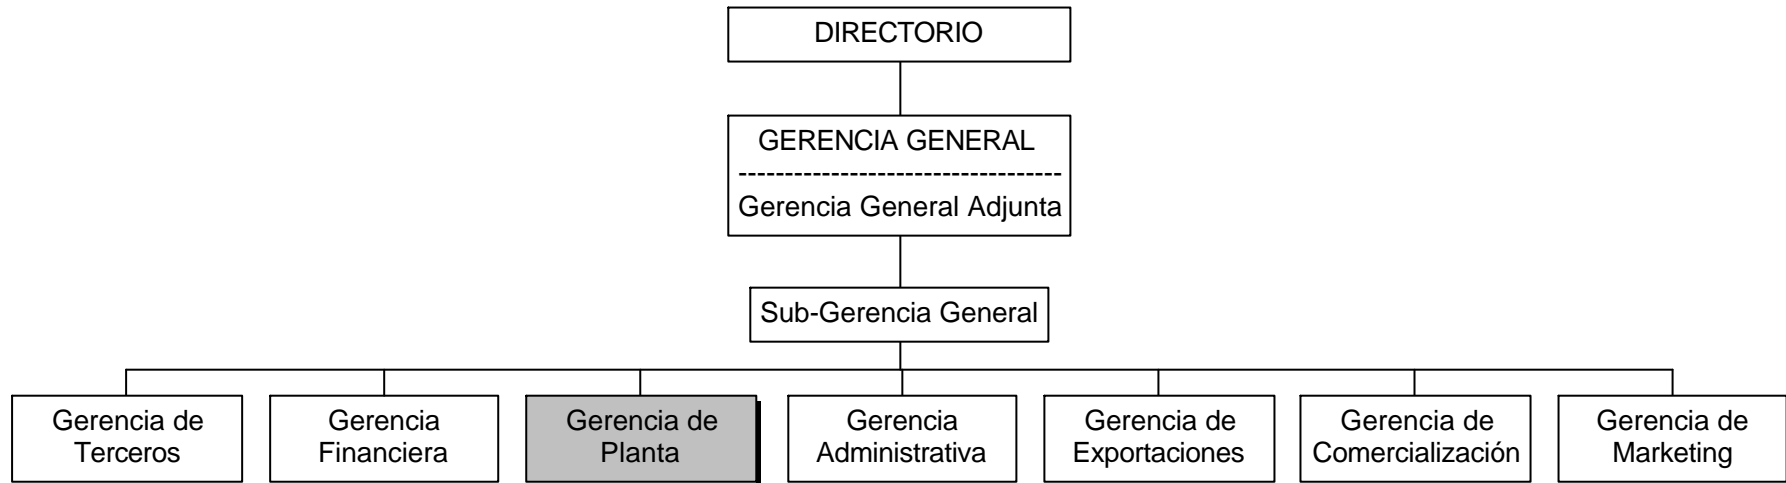 DIRECTORIO
GERENCIA GENERAL
-----------------------------------
Gerencia General Adjunta
Sub-Gerencia General
Gerencia de
Terceros
Gerencia
Financiera
Gerencia de
Planta
Gerencia
Administrativa
Gerencia de
Exportaciones
Gerencia de
Comercialización
Gerencia de
Marketing